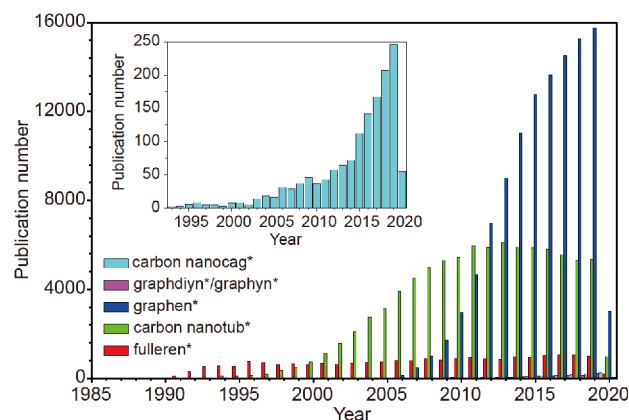 16000
12000
8000
4000
0
Publication number
250
200
150
100
50
0
Publication number
1995 2000 2005 2010 2015 2020
Year
carbon nanocag*
graphdiyn*/graphyn*
graphen*
carbon nanotub*
fulleren*
1985 1990 1995 2000 2005 2010 2015 2020
Year